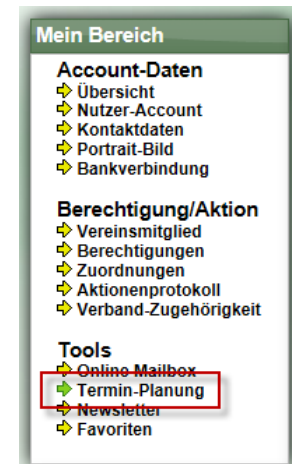 Mein Bereich
Account-Daten
Übersicht
Nutzer-Account
Kontaktdaten
Portrait-Bild
Bankverbindung
Berechtigung/Aktion
Vereinsmitglied
Berechtigungen
Zuordnungen
Aktionenprotokoll
Verband-Zugehörigkeit
Tools
Online Mailbox
Termin-Planung
Newsletter
Favoriten